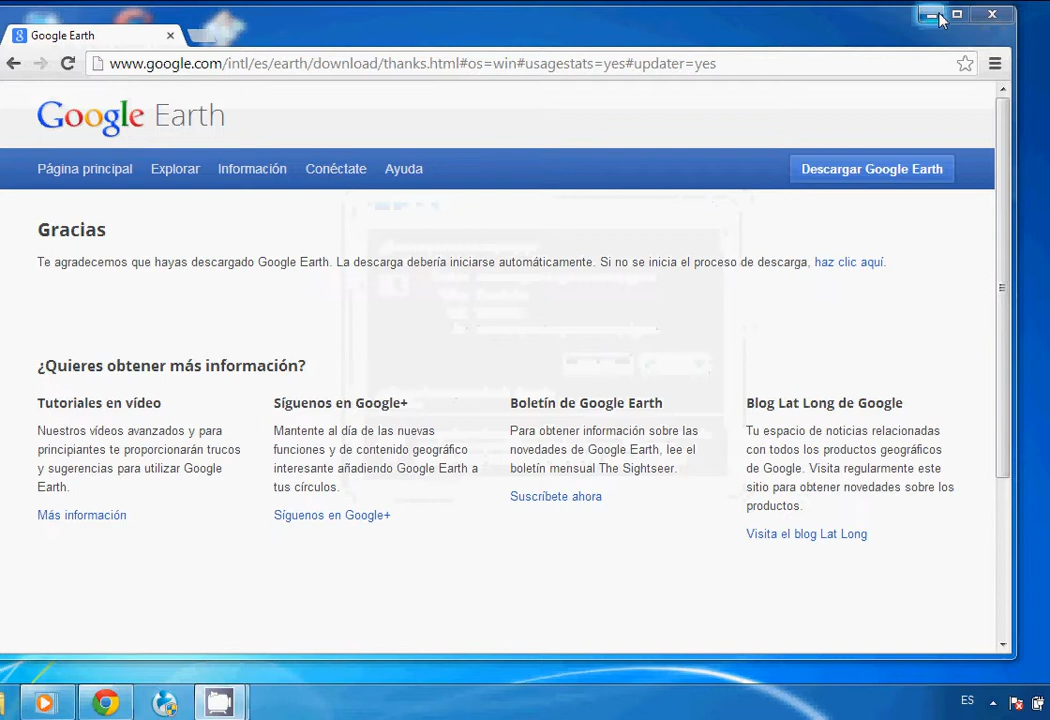 Google Earth
www.google.com/intl/es/earth/download/thanks.html#os=win#usagestats=yes#updater=yes
Google Earth
Página principal Explorar Información Conéctate Ayuda Descargar Google Earth
Gracias
Te agradecemos que hayas descargado Google Earth. La descarga debería iniciarse automáticamente. Si no se inicia el proceso de descarga, haz clic aquí.
¿Quieres obtener más información?
Tutoriales en vídeo
Nuestros vídeos avanzados y para
principiantes te proporcionarán trucos
y sugerencias para utilizar Google
Earth.
Más información
Síguenos en Google+
Mantente al día de las nuevas
funciones y de contenido geográfico
interesante añadiendo Google Earth a
tus círculos.
Síguenos en Google+
Boletín de Google Earth
Para obtener información sobre las
novedades de Google Earth, lee el
boletín mensual The Sightseer.
Suscríbete ahora
Blog Lat Long de Google
Tu espacio de noticias relacionadas
con todos los productos geográficos
de Google. Visita regularmente este
sitio para obtener novedades sobre los
productos.
Visita el blog Lat Long
ES